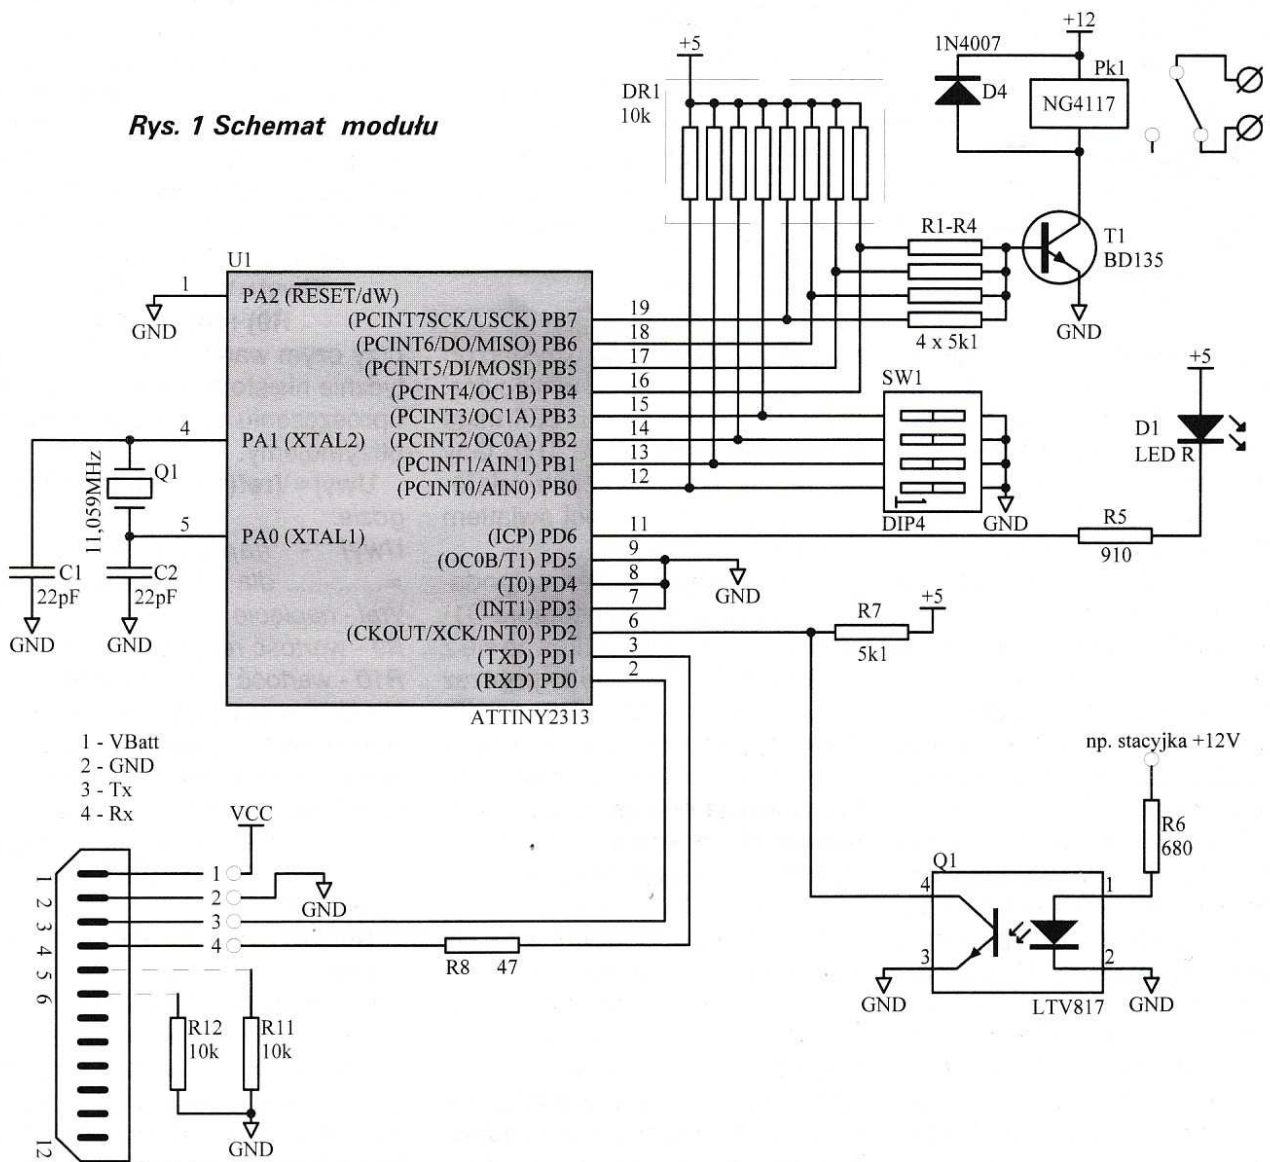 Rys. 1 Schemat modułu
+5
DR1
10k
1N4007
D4
+12
Pk1
NG4117
R1-R4
4 x 5k1
T1
BD135
GND
U1
1
GND
PA2 (RESET/dW)
(PCINT7SCK/USCK) PB7
19
(PCINT6/DO/MISO) PB6
18
(PCINT5/DI/MOSI) PB5
17
(PCINT4/OC1B) PB4
16
(PCINT3/OC1A) PB3
15
4
PA1 (XTAL2)
(PCINT2/OC0A) PB2
14
(PCINT1/AIN1) PB1
13
(PCINT0/AIN0) PB0
12
5
PA0 (XTAL1)
(ICP) PD6
11
(OC0B/T1) PD5
9
(T0) PD4
8
(INT1) PD3
7
(CKOUT/XCK/INT0) PD2
6
(TXD) PD1
3
(RXD) PD0
2
ATTINY2313
Q1
11,059MHz
C1
22pF
GND
C2
22pF
GND
SW1
1
DIP4
GND
+5
D1
LED R
R5
910
GND
R7
5k1
+5
np. stacyjka +12V
R6
680
Q1
4
1
3
2
GND
LTV817
GND
1 - VBatt
2 - GND
3 - Tx
4 - Rx
VCC
1
1
2
2
GND
3
3
4
4
R8 47
5
6
R12
10k
R11
10k
GND
12